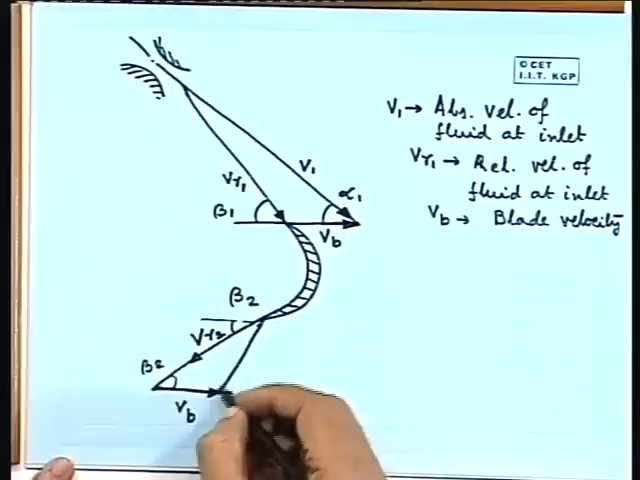 © CET
I.I.T. KGP
V1 → Abs. vel. of
fluid at inlet
Vr1 → Rel. vel. of
fluid at inlet
Vb → Blade velocity
V1
Vr1
α1
β1
Vb
β2
Vr2
β2
Vb